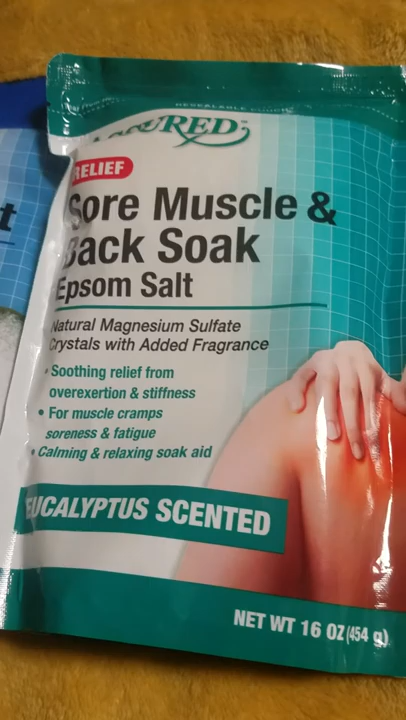 RESEALABLE
RELIEF
Sore Muscle &
Back Soak
Epsom Salt
Natural Magnesium Sulfate
Crystals with Added Fragrance
• Soothing relief from
overexertion & stiffness
• For muscle cramps
soreness & fatigue
• Calming & relaxing soak aid
EUCALYPTUS SCENTED
NET WT 16 OZ (454 g)
t